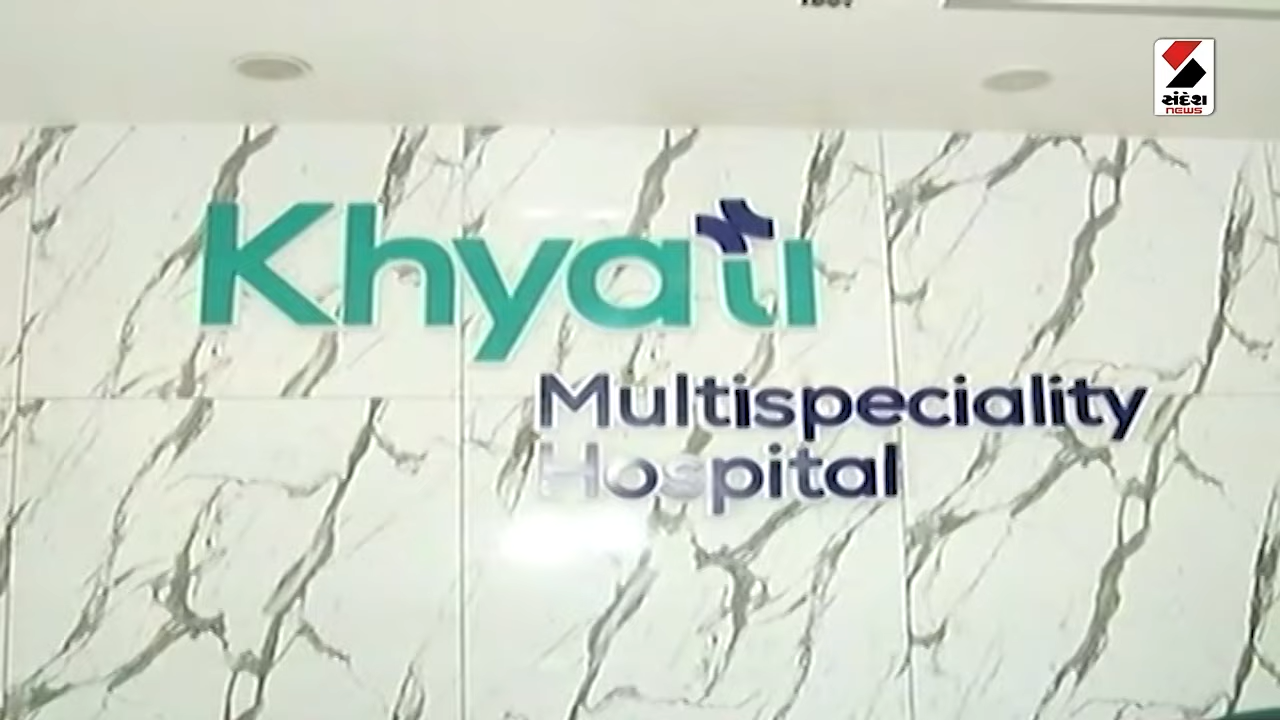 સંદેશ
NEWS
Khyati
Multispeciality
Hospital